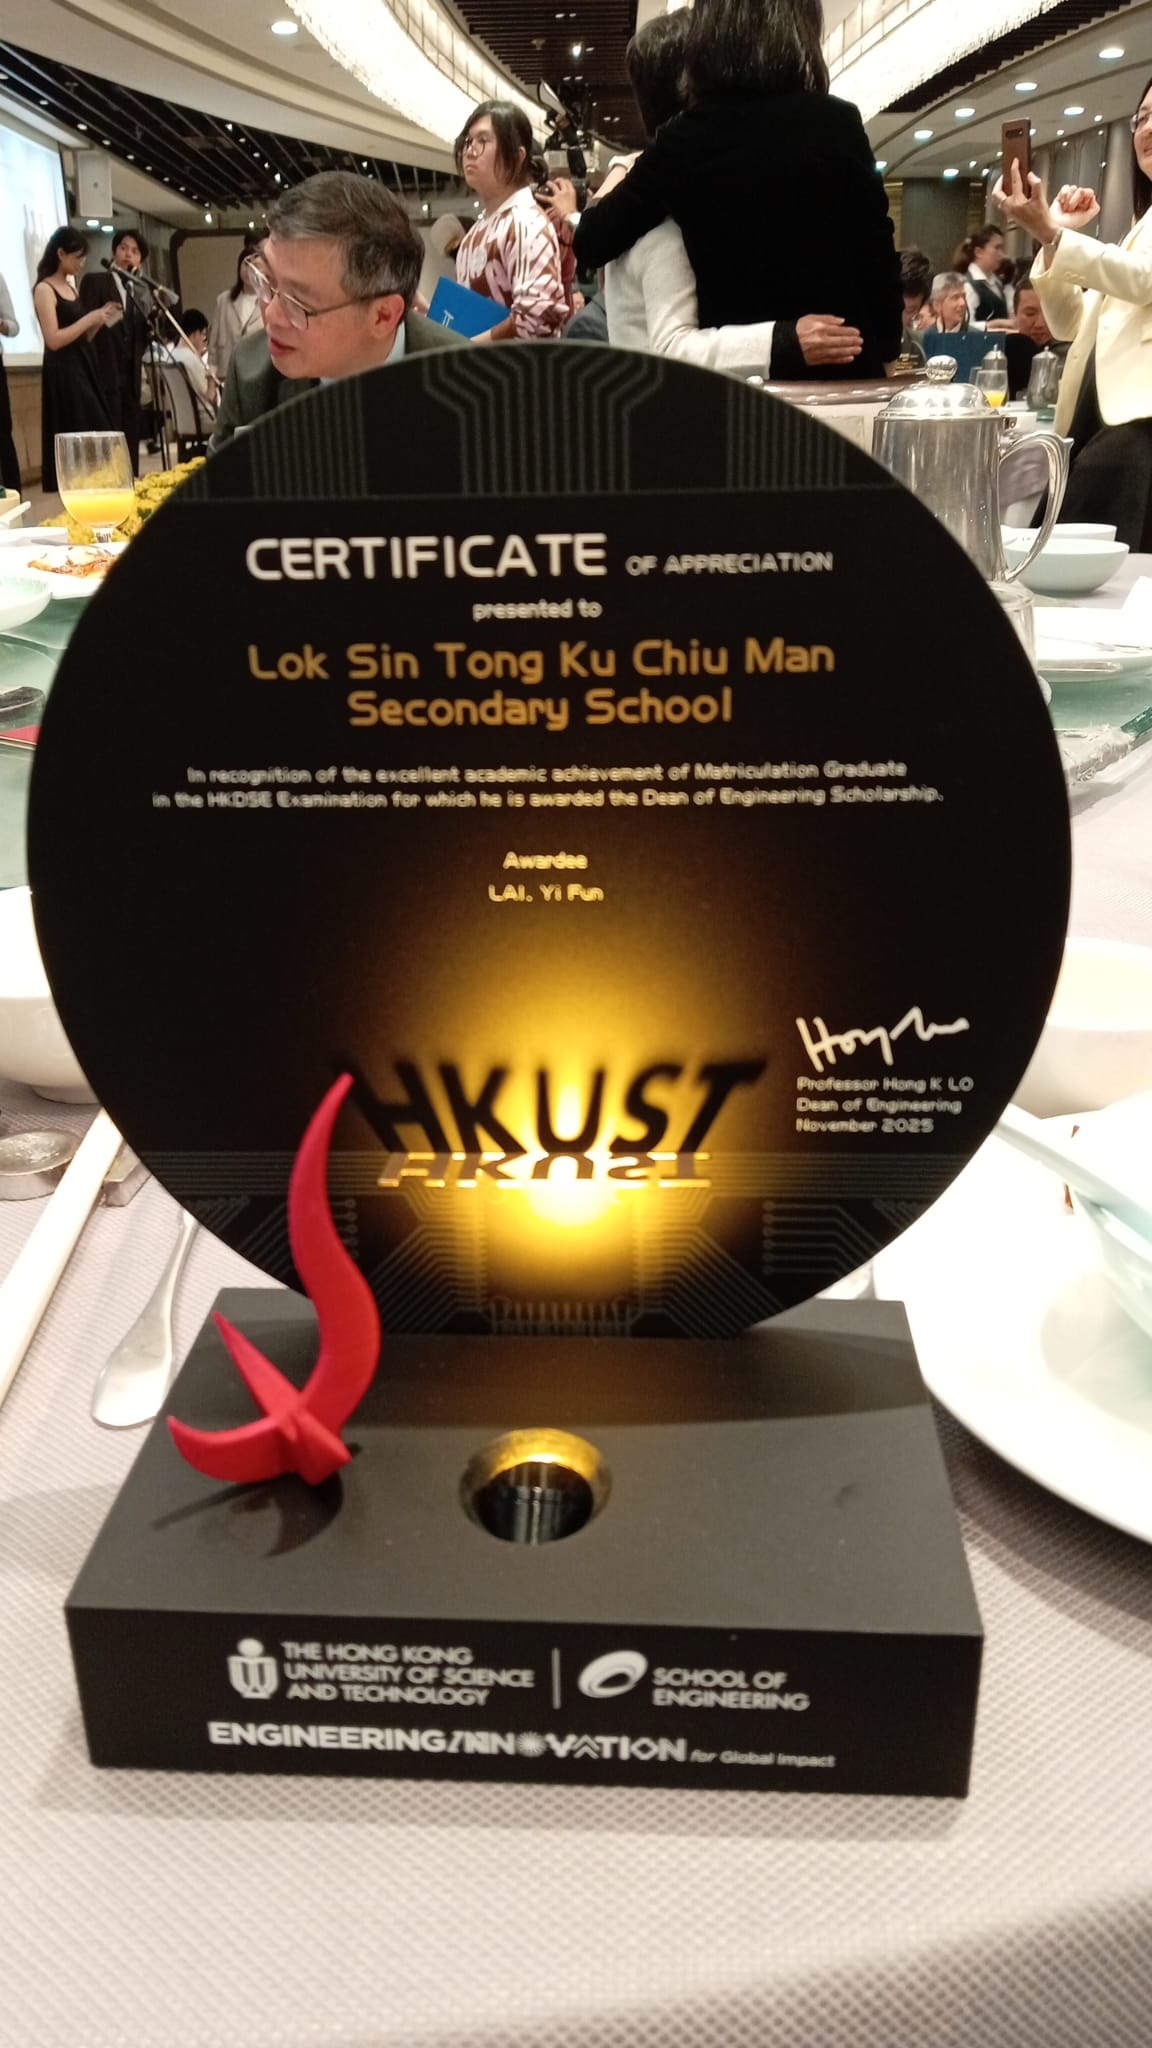 CERTIFICATE OF APPRECIATION
presented to
Lok Sin Tong Ku Chiu Man
Secondary School
In recognition of the excellent academic achievement of Matriculation Graduate
in the HKDSE Examination for which he is awarded the Dean of Engineering Scholarship.
Awardee
LAI, Yi Fun
HKUST
Professor Hong K LO
Dean of Engineering
November 2025
THE HONG KONG
UNIVERSITY OF SCIENCE
AND TECHNOLOGY
SCHOOL OF
ENGINEERING
ENGINEERING INNOVATION for Global Impact